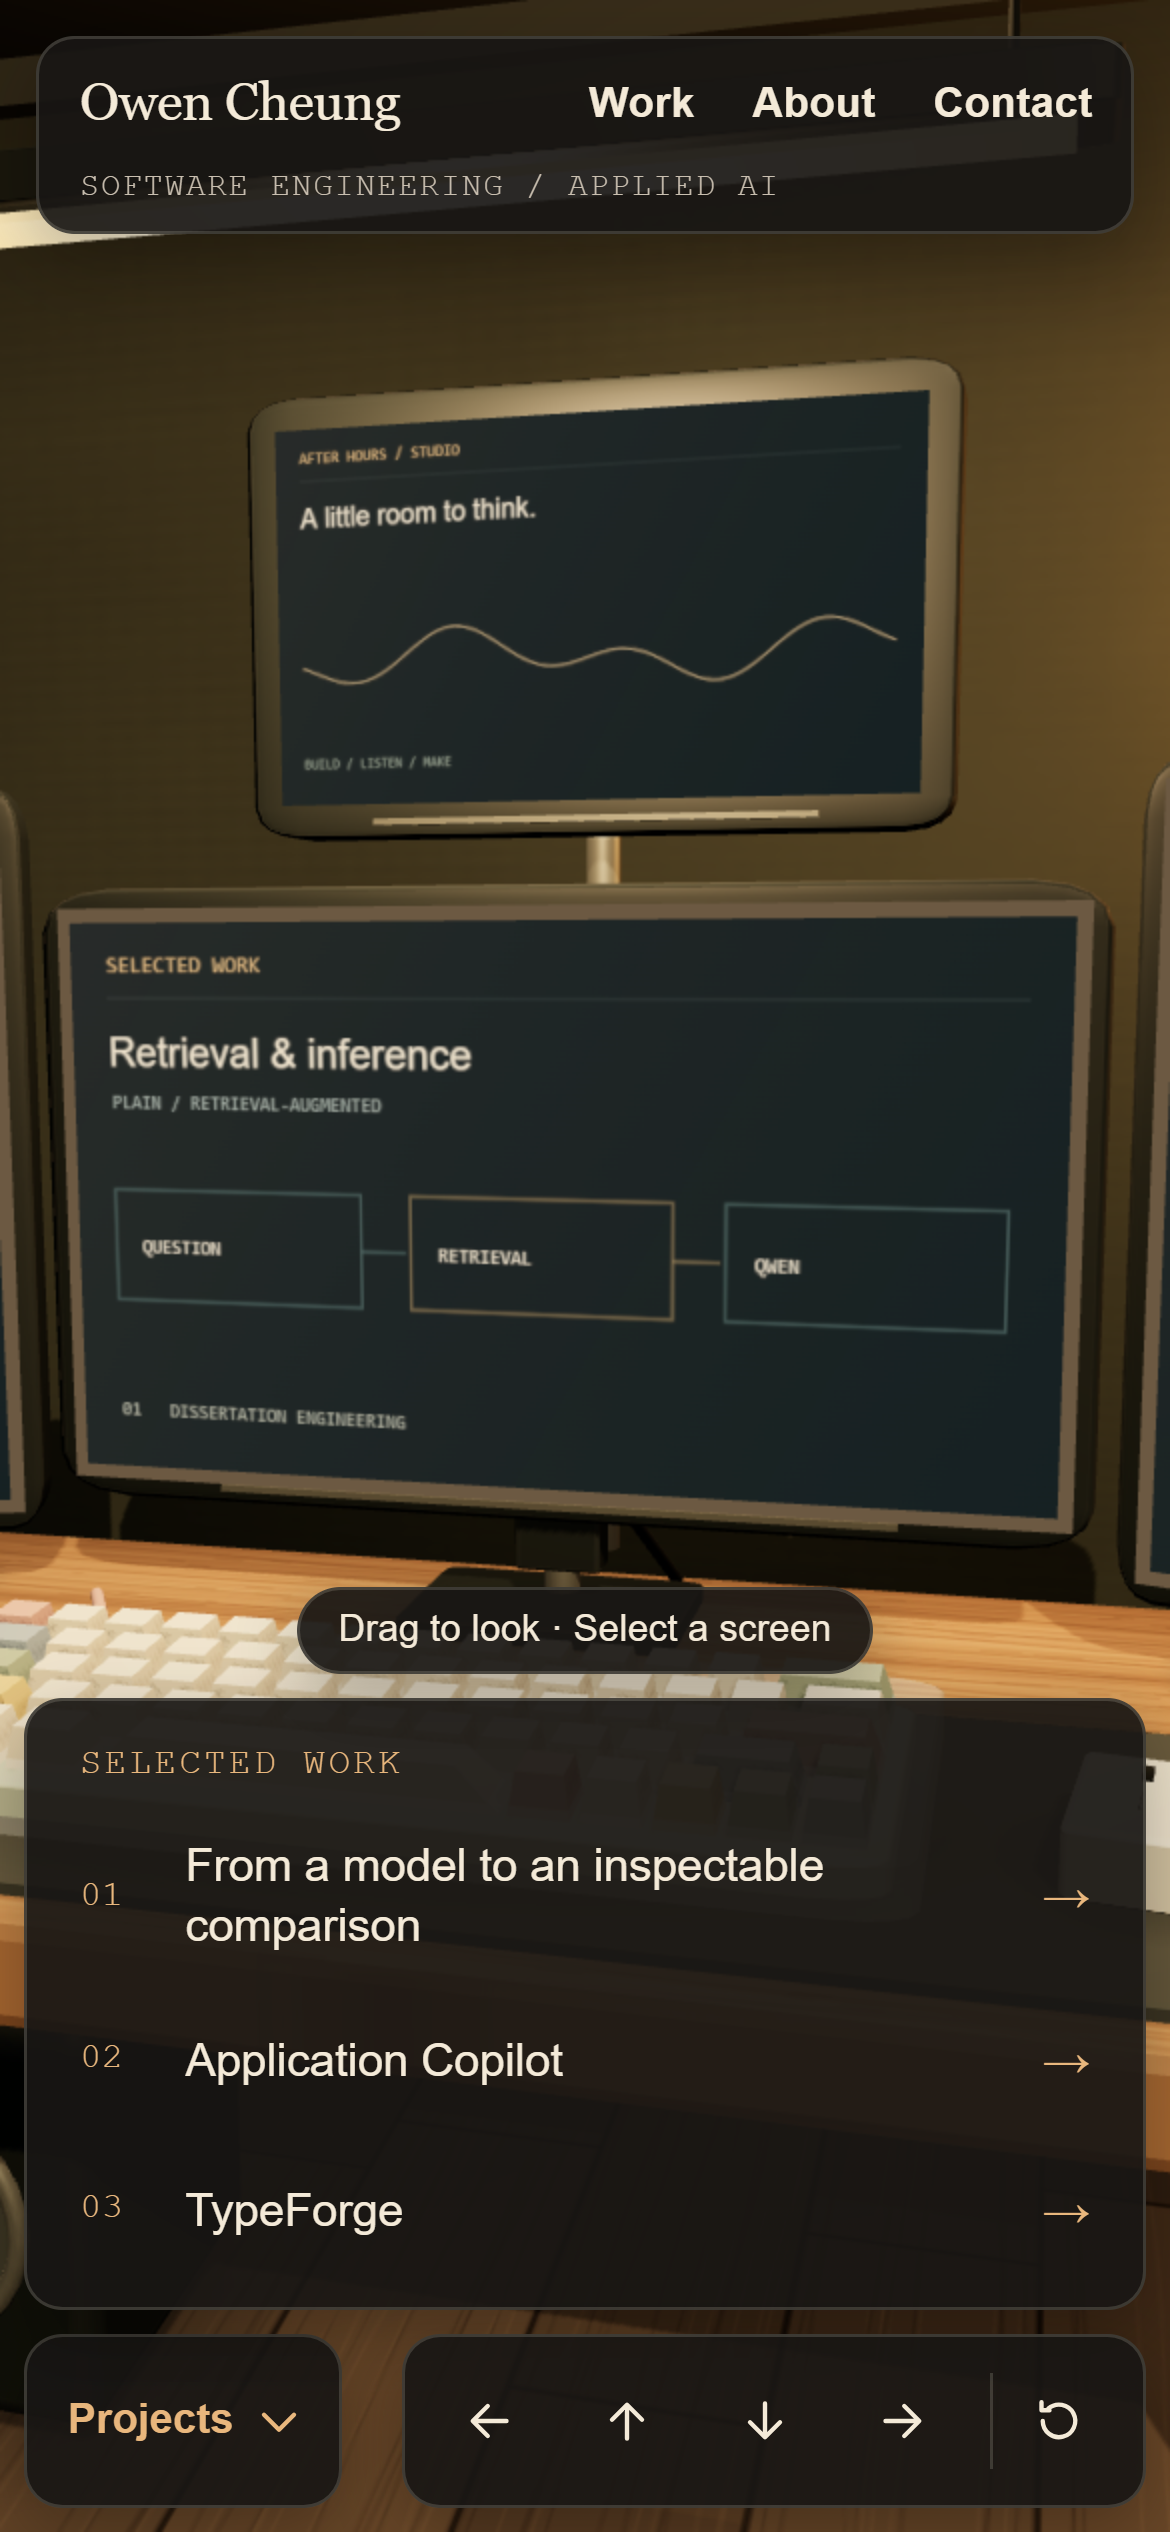 Owen Cheung
Work About Contact
SOFTWARE ENGINEERING / APPLIED AI
AFTER HOURS / STUDIO
A little room to think.
BUILD / LISTEN / MAKE
SELECTED WORK
Retrieval & inference
PLAIN / RETRIEVAL-AUGMENTED
QUESTION
RETRIEVAL
QWEN
01 DISSERTATION ENGINEERING
Drag to look · Select a screen
SELECTED WORK
01 From a model to an inspectable
comparison →
02 Application Copilot →
03 TypeForge →
Projects